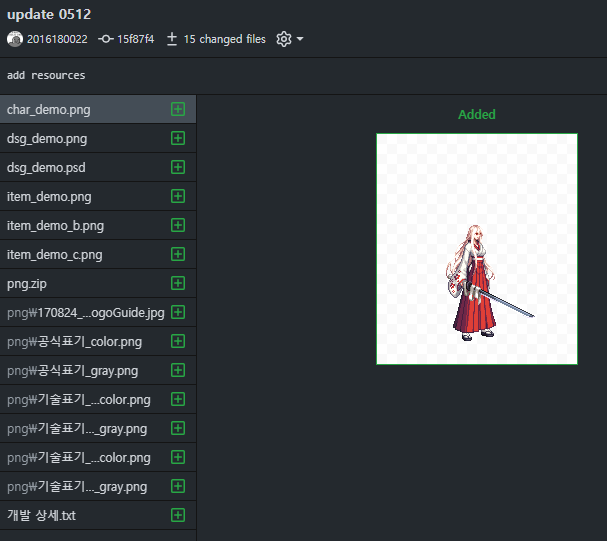 update 0512
2016180022 15f87f4 15 changed files
add resources
char_demo.png
Added
dsg_demo.png
dsg_demo.psd
item_demo.png
item_demo_b.png
item_demo_c.png
png.zip
png₩170824_...ogoGuide.jpg
png₩공식표기_color.png
png₩공식표기_gray.png
png₩기술표기_...color.png
png₩기술표기..._gray.png
png₩기술표기_...color.png
png₩기술표기..._gray.png
개발 상세.txt